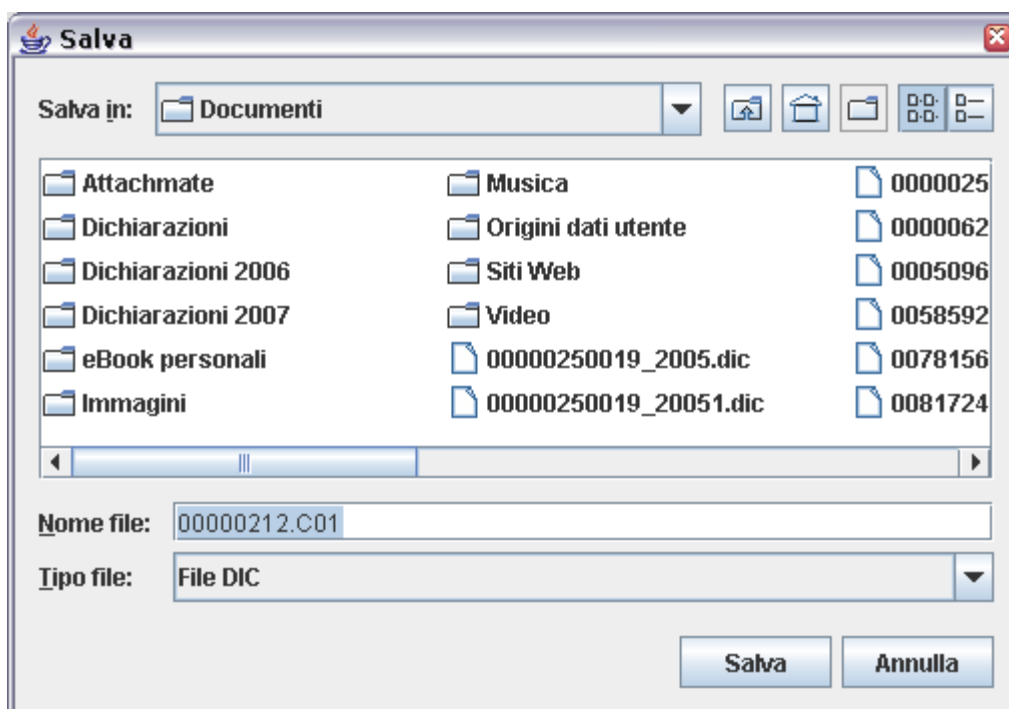 Salva
Salva in: Documenti
Attachmate Musica 0000025
Dichiarazioni Origini dati utente 0000062
Dichiarazioni 2006 Siti Web 0005096
Dichiarazioni 2007 Video 0058592
eBook personali 00000250019_2005.dic 0078156
Immagini 00000250019_20051.dic 0081724
Nome file: 00000212.C01
Tipo file: File DIC
Salva Annulla